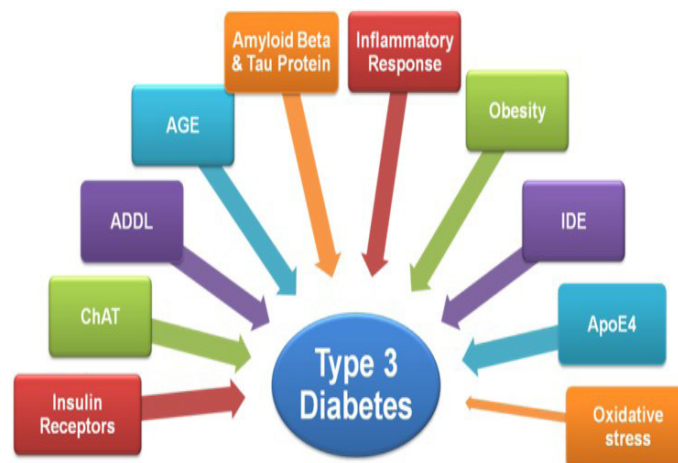 Amyloid Beta
& Tau Protein
Inflammatory
Response
AGE
Obesity
ADDL
IDE
ChAT
ApoE4
Insulin
Receptors
Type 3
Diabetes
Oxidative
stress